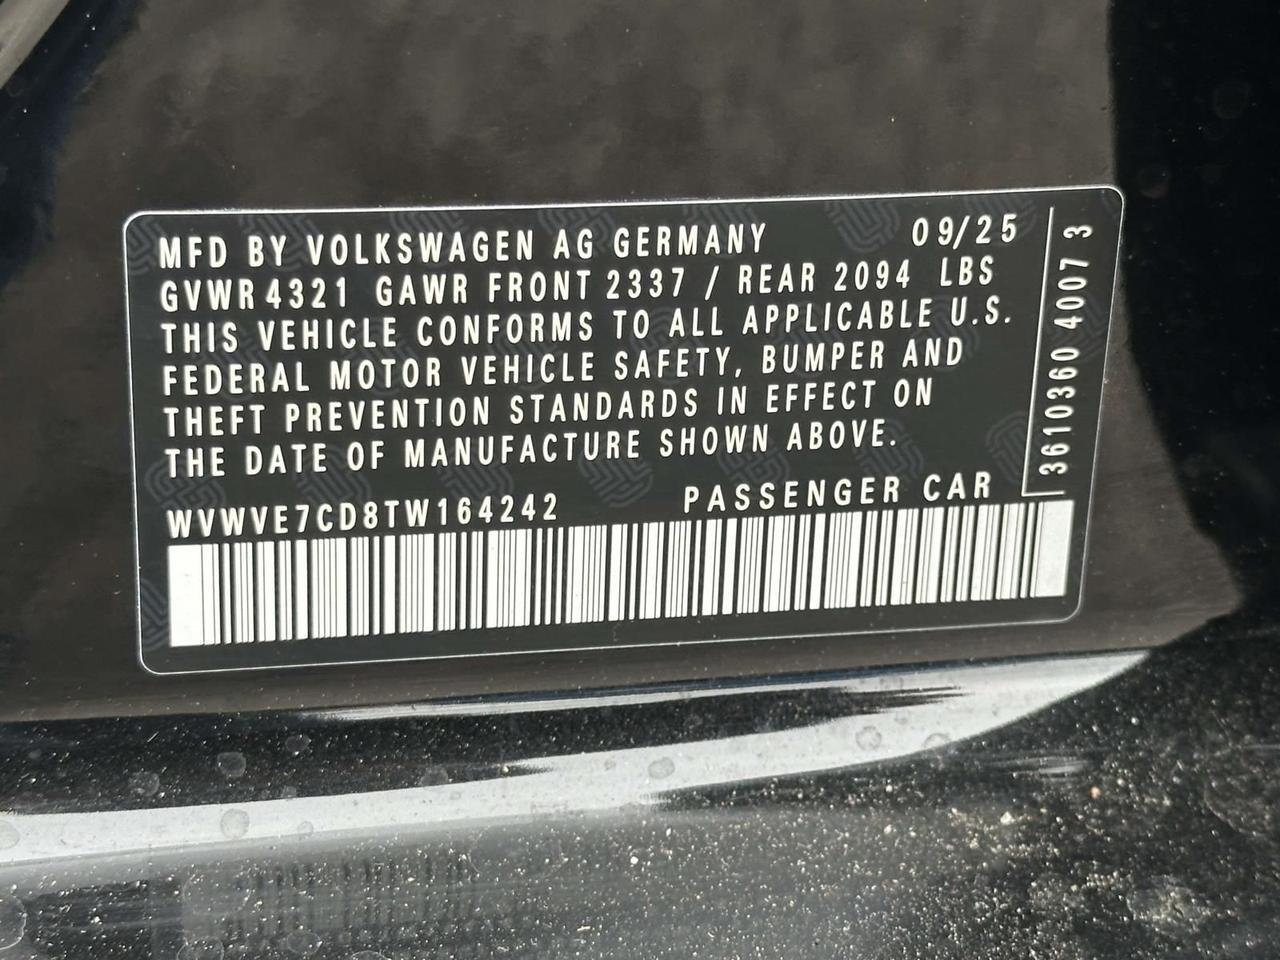 MFD BY VOLKSWAGEN AG GERMANY 09/25
GVWR 4321 GAWR FRONT 2337 / REAR 2094 LBS
THIS VEHICLE CONFORMS TO ALL APPLICABLE U.S.
FEDERAL MOTOR VEHICLE SAFETY, BUMPER AND
THEFT PREVENTION STANDARDS IN EFFECT ON
THE DATE OF MANUFACTURE SHOWN ABOVE.
WVWVE7CD8TW164242 PASSENGER CAR
3610360 4007 3